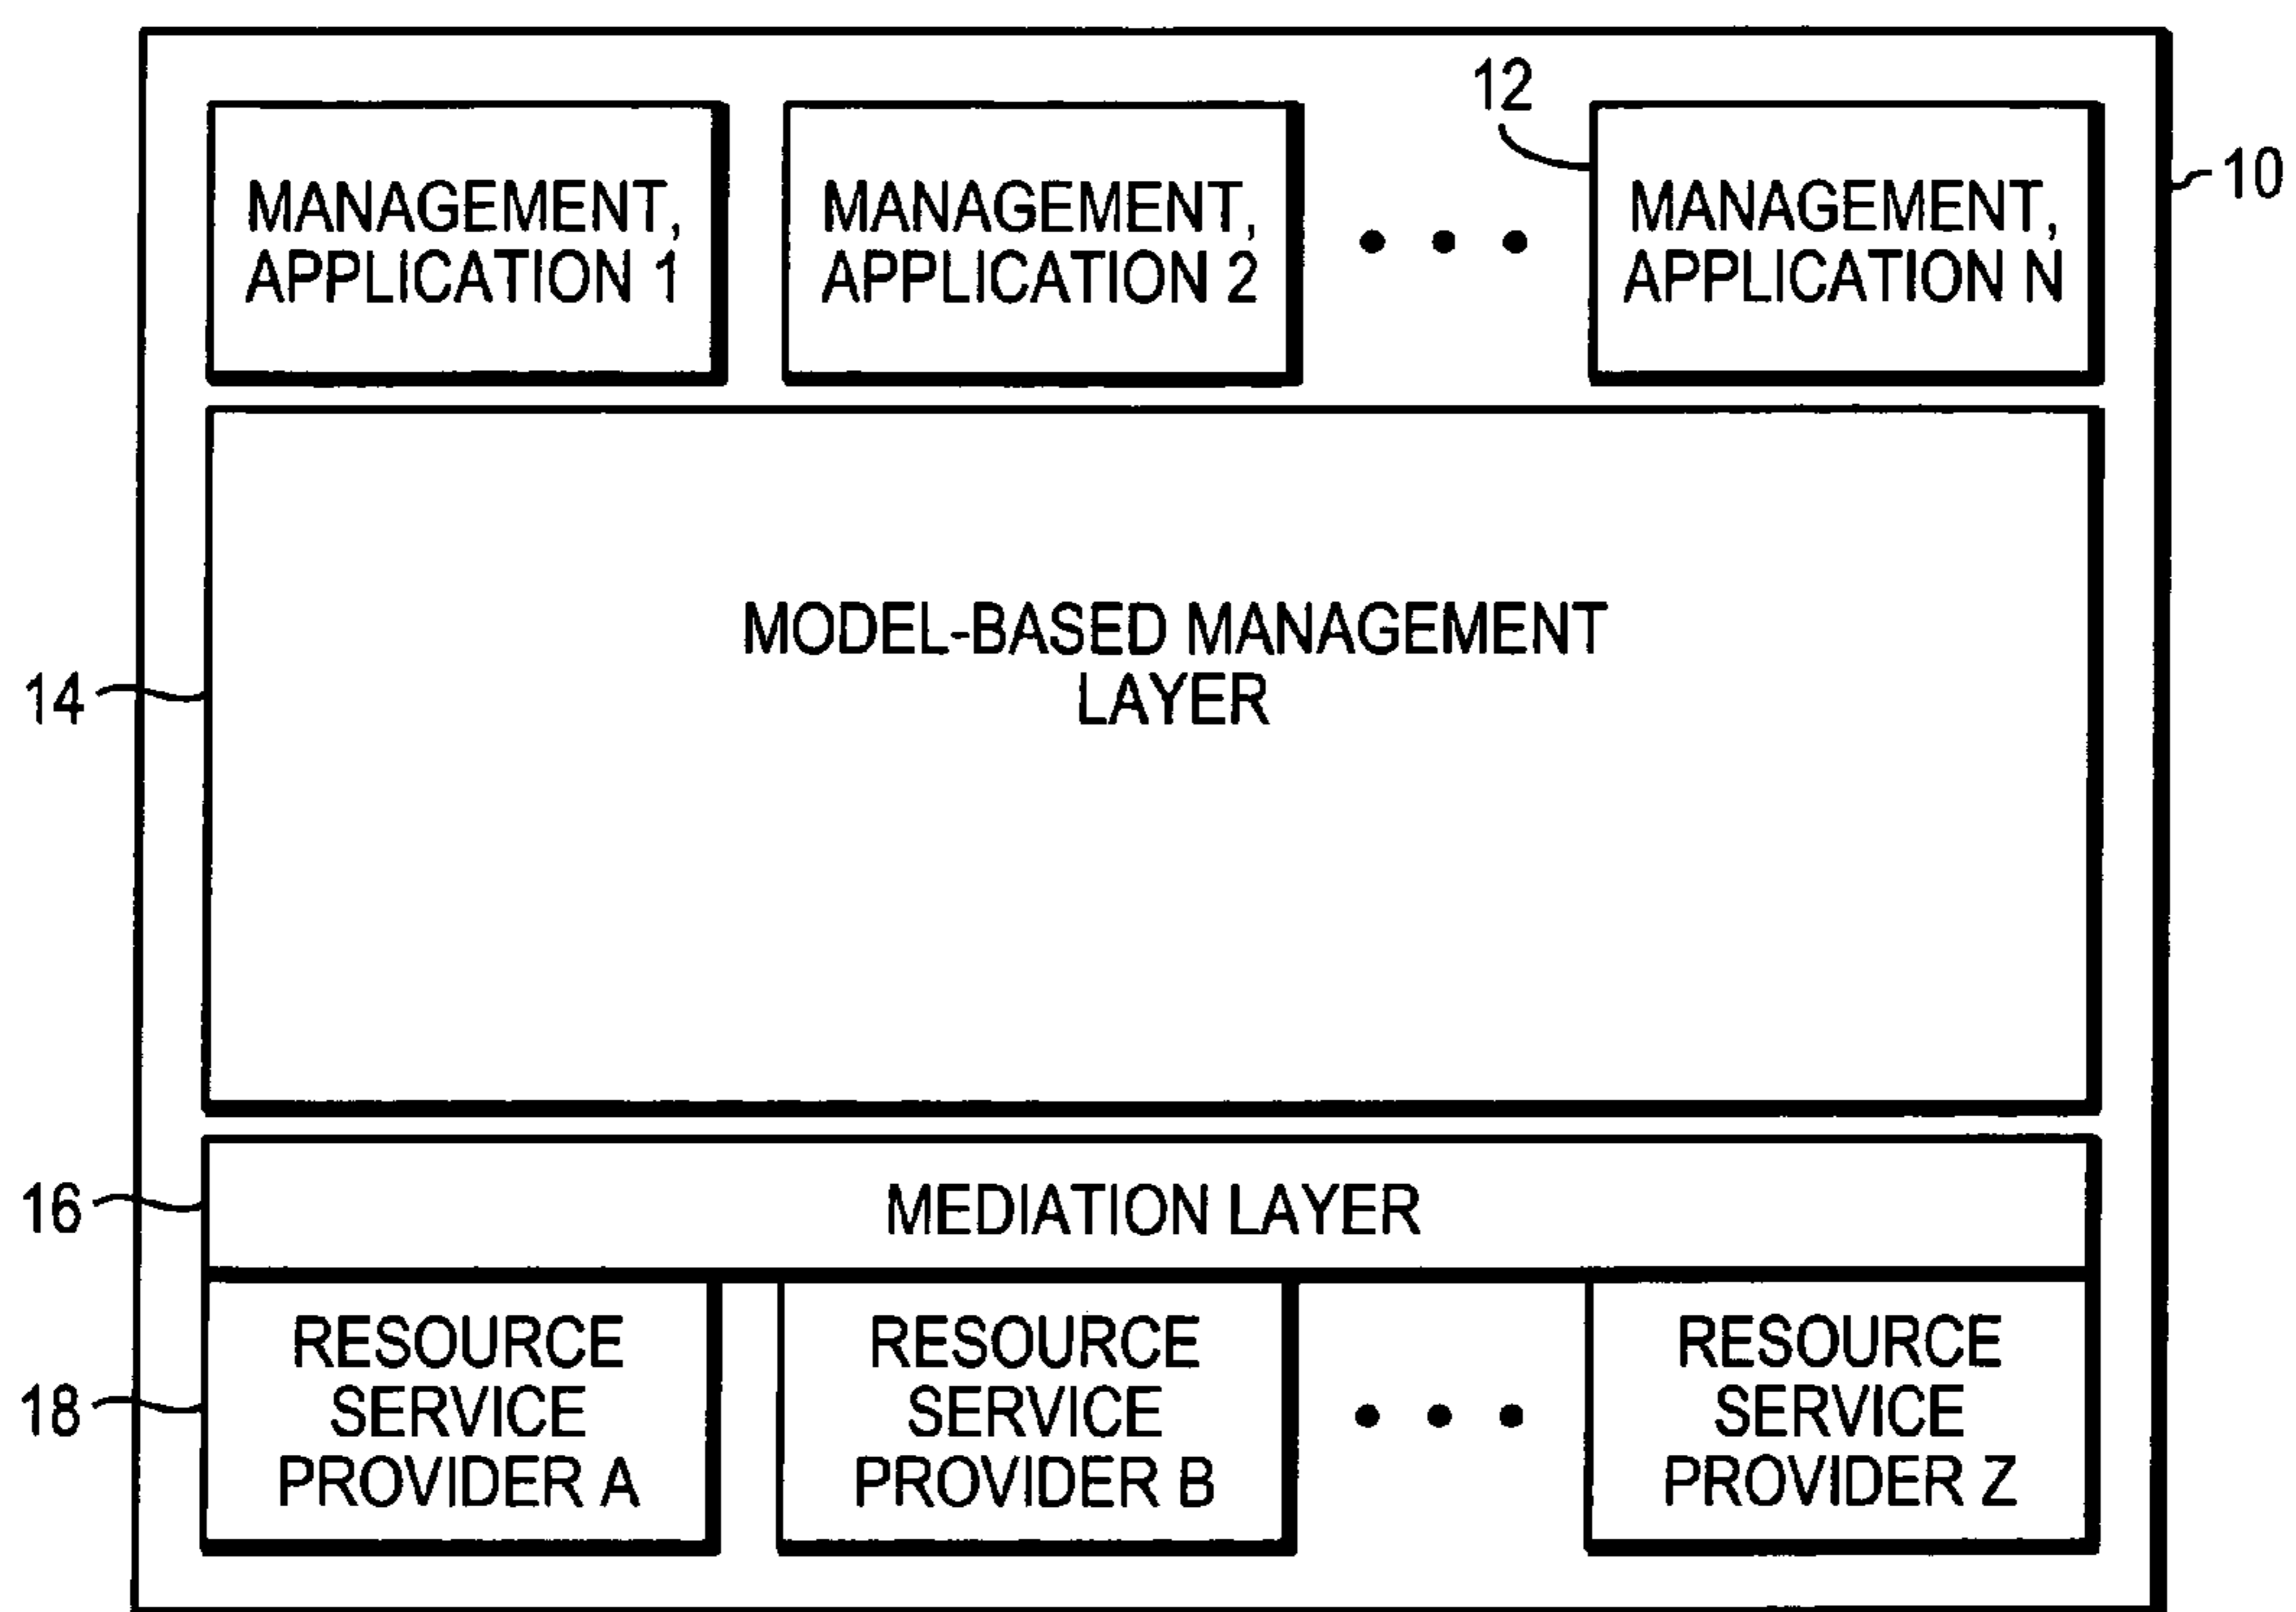 12
10
MANAGEMENT,
APPLICATION 1
MANAGEMENT,
APPLICATION 2
MANAGEMENT,
APPLICATION N
MODEL-BASED MANAGEMENT
LAYER
14
16
MEDIATION LAYER
18
RESOURCE
SERVICE
PROVIDER A
RESOURCE
SERVICE
PROVIDER B
RESOURCE
SERVICE
PROVIDER Z